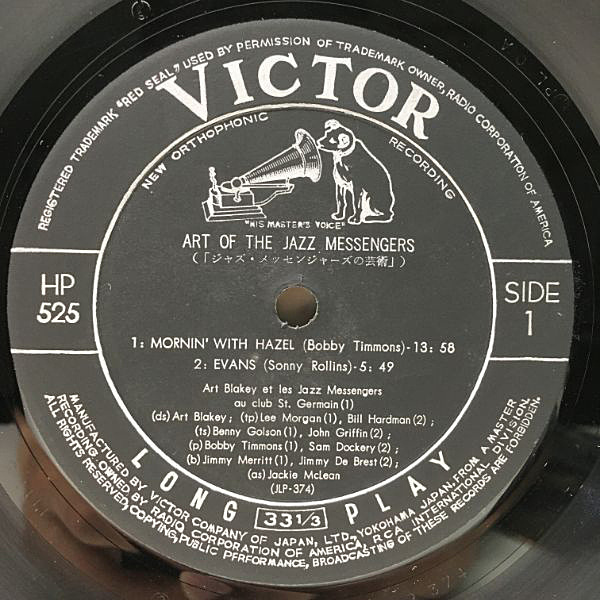 REGISTERED TRADEMARK "RED SEAL" USED BY PERMISSION OF TRADEMARK OWNER, RADIO CORPORATION OF AMERICA
VICTOR
NEW ORTHOPHONIC RECORDING
"HIS MASTER'S VOICE"
ART OF THE JAZZ MESSENGERS
(「ジャズ・メッセンジャーズの芸術」)
HP
525
SIDE
1
1: MORNIN' WITH HAZEL (Bobby Timmons)-13: 58
2: EVANS (Sonny Rollins)-5: 49
Art Blakey et les Jazz Messengers
au club St. Germain(1)
(ds)Art Blakey; (tp)Lee Morgan(1), Bill Hardman(2);
(ts)Benny Golson(1), John Griffin(2);
(p)Bobby Timmons(1), Sam Dockery(2);
(b)Jimmy Merritt(1), Jimmy De Brest(2);
(as)Jackie McLean
(JLP-374)
LONG 33 1/3 PLAY
MANUFACTURED BY VICTOR COMPANY OF JAPAN, LTD., YOKOHAMA, JAPAN, FROM A MASTER
RECORDING OWNED BY RADIO CORPORATION OF AMERICA, RCA INTERNATIONAL DIVISION.
ALL RIGHTS RESERVED, COPYING, PUBLIC PERFORMANCE, BROADCASTING OF THESE RECORDS ARE FORBIDDEN.